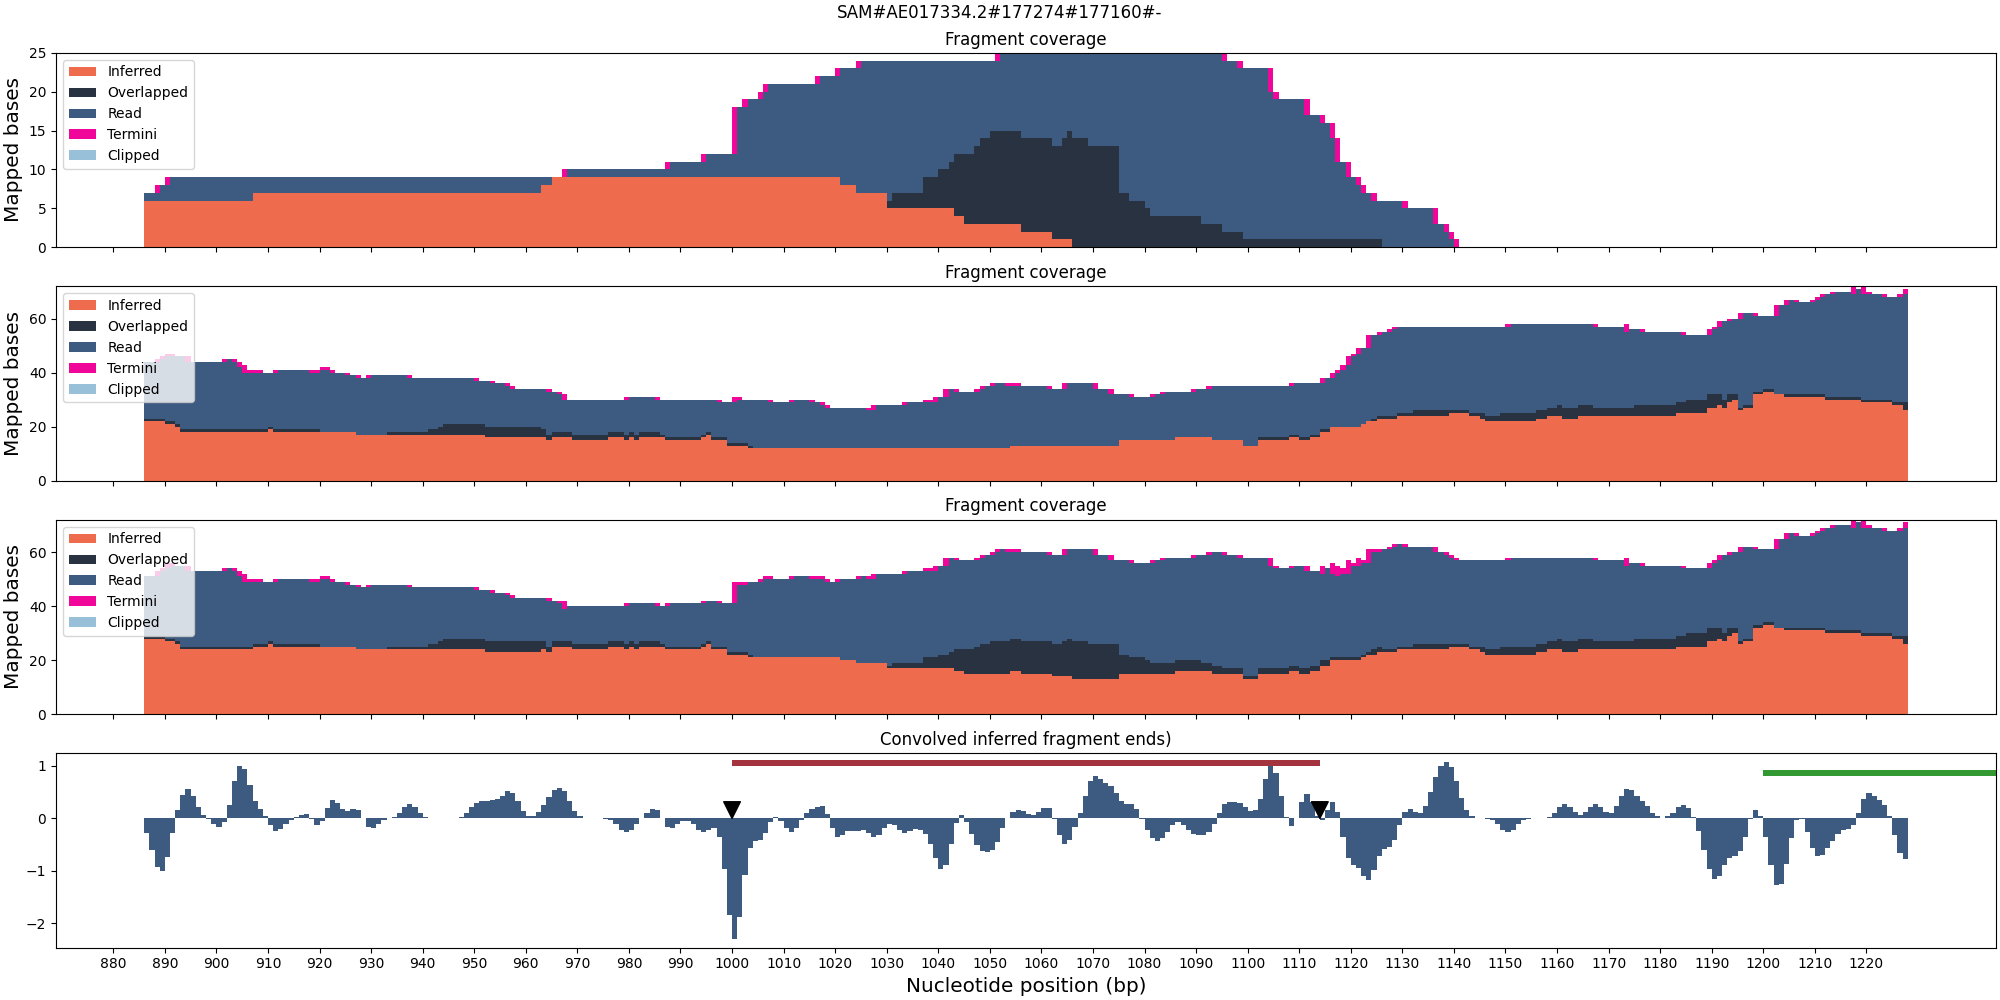 SAM#AE017334.2#177274#177160#-
Fragment coverage
Mapped bases
25
20
15
10
5
0
Inferred
Overlapped
Read
Termini
Clipped
Fragment coverage
Mapped bases
60
40
20
0
Inferred
Overlapped
Read
Termini
Clipped
Fragment coverage
Mapped bases
60
40
20
0
Inferred
Overlapped
Read
Termini
Clipped
Convolved inferred fragment ends)
1
0
−1
−2
880 890 900 910 920 930 940 950 960 970 980 990 1000 1010 1020 1030 1040 1050 1060 1070 1080 1090 1100 1110 1120 1130 1140 1150 1160 1170 1180 1190 1200 1210 1220
Nucleotide position (bp)